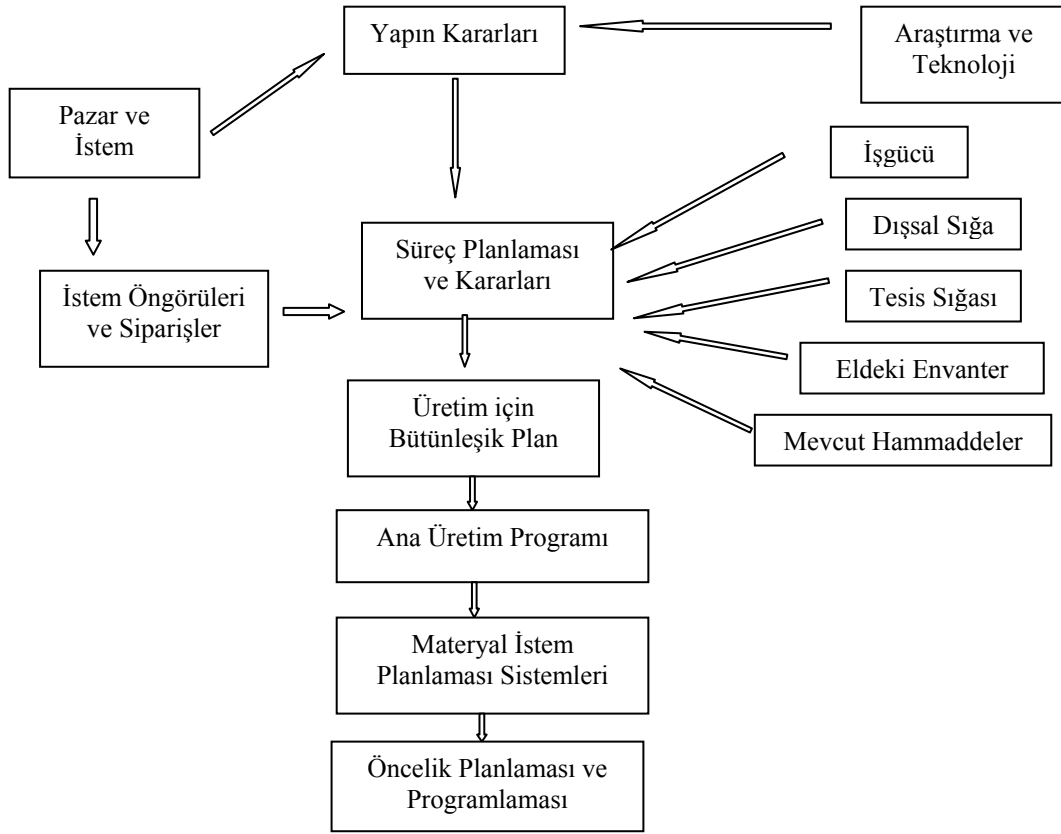 Yapın Kararları
Araştırma ve
Teknoloji
Pazar ve
İstem
İşgücü
Dışsal Sığa
Süreç Planlaması
ve Kararları
İstem Öngörüleri
ve Siparişler
Tesis Sığası
Eldeki Envanter
Üretim için
Bütünleşik Plan
Mevcut Hammaddeler
Ana Üretim Programı
Materyal İstem
Planlaması Sistemleri
Öncelik Planlaması ve
Programlaması